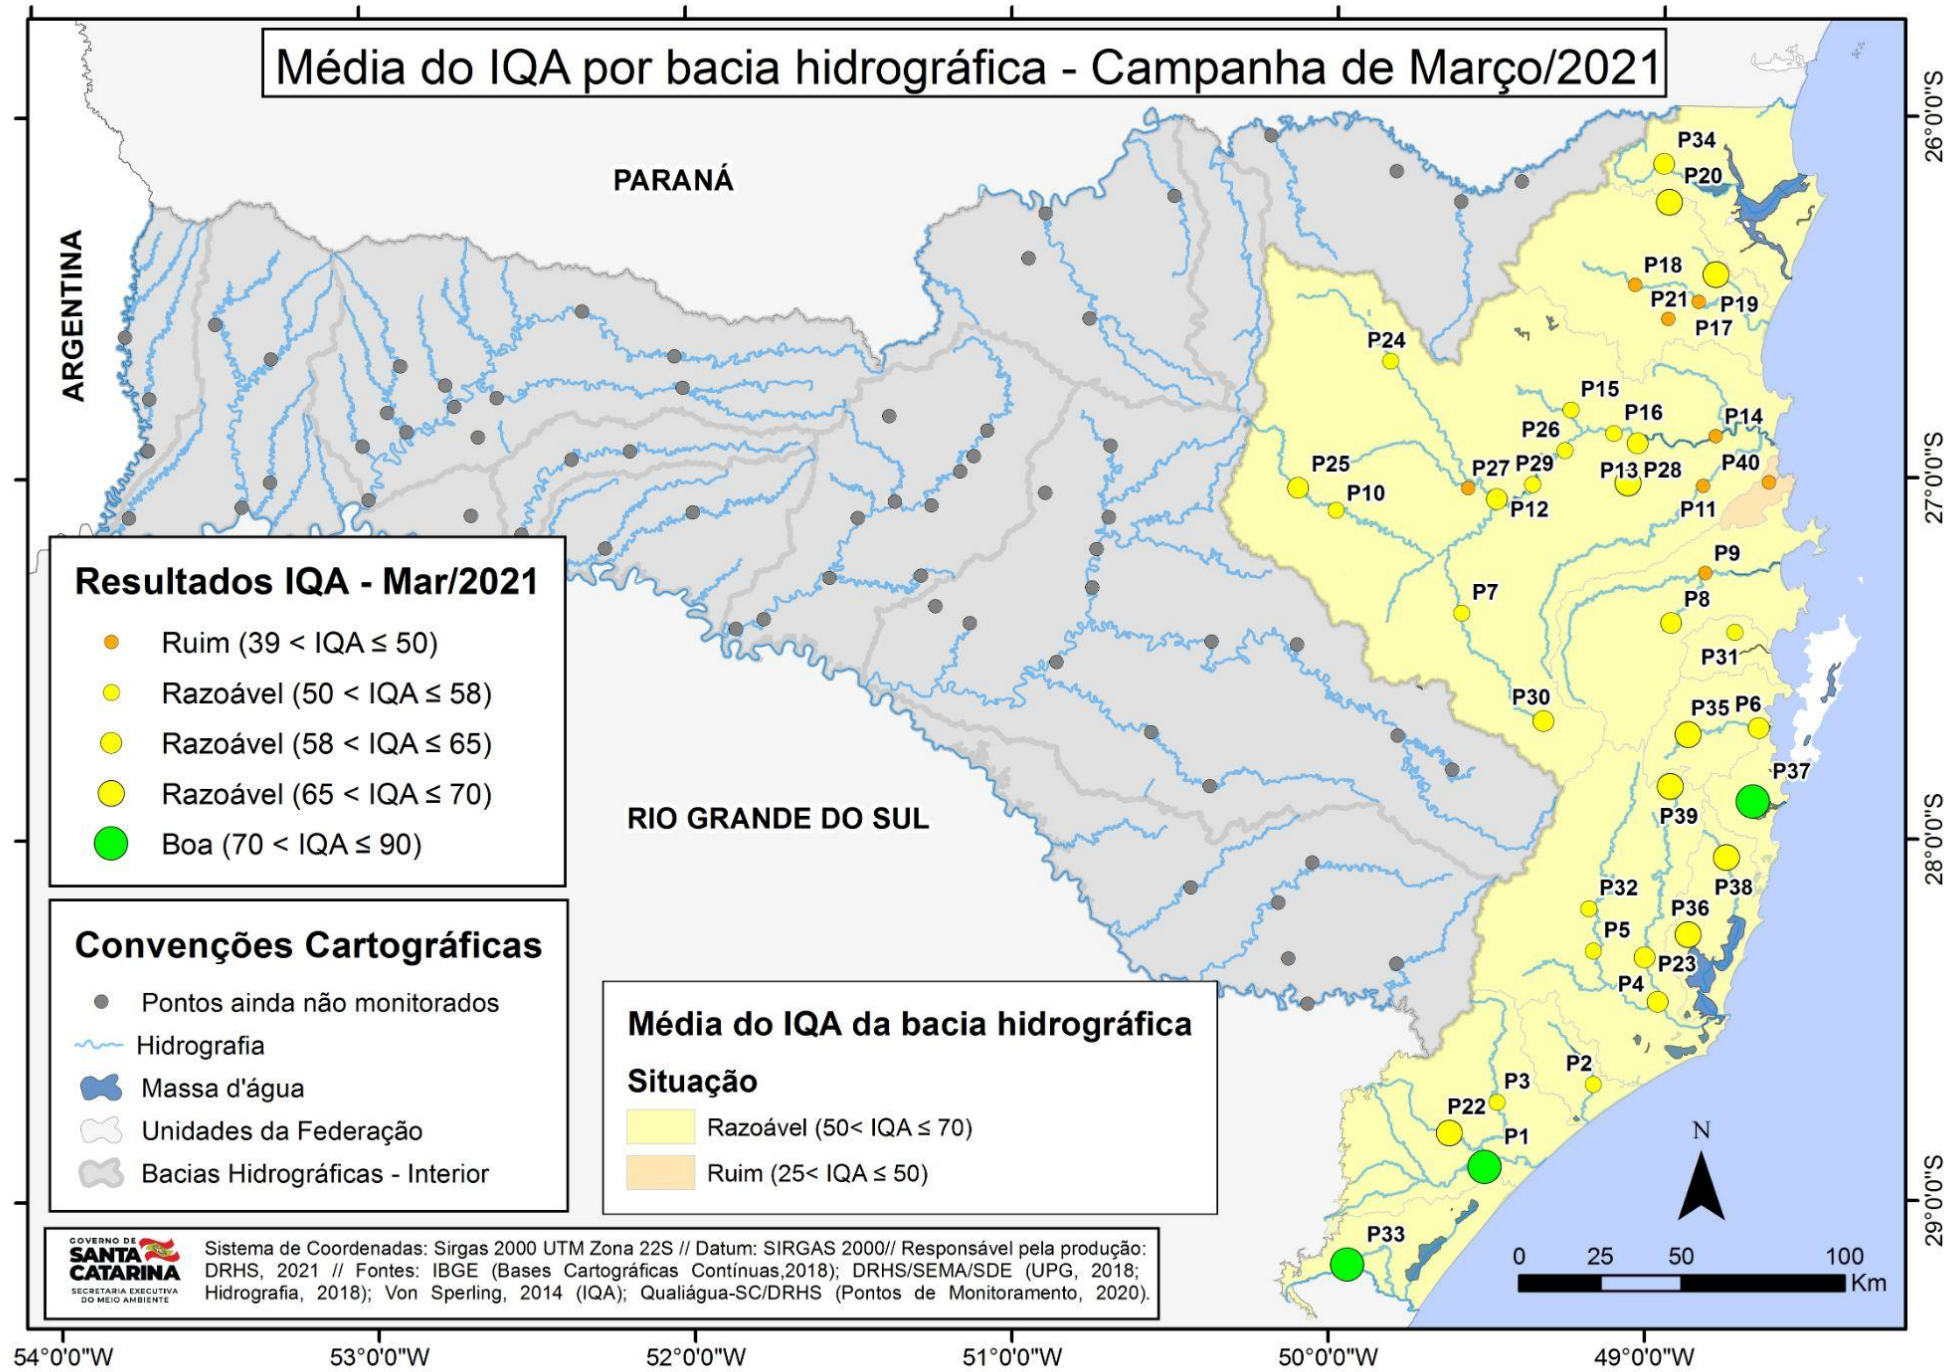 Média do IQA por bacia hidrográfica - Campanha de Março/2021
PARANÁ
ARGENTINA
RIO GRANDE DO SUL
26°0'0"S
27°0'0"S
28°0'0"S
29°0'0"S
P34
P20
P18
P21
P19
P17
P24
P15
P16
P14
P26
P40
P25
P27
P29
P13
P28
P10
P12
P11
P9
P7
P8
P31
P30
P35
P6
P37
P39
P32
P38
P36
P5
P23
P4
P2
P3
P22
P1
P33
Resultados IQA - Mar/2021
Ruim (39 < IQA ≤ 50)
Razoável (50 < IQA ≤ 58)
Razoável (58 < IQA ≤ 65)
Razoável (65 < IQA ≤ 70)
Boa (70 < IQA ≤ 90)
Convenções Cartográficas
Pontos ainda não monitorados
Hidrografia
Massa d'água
Unidades da Federação
Bacias Hidrográficas - Interior
Média do IQA da bacia hidrográfica
Situação
Razoável (50< IQA ≤ 70)
Ruim (25< IQA ≤ 50)
N
0 25 50 100
Km
GOVERNO DE
SANTA
CATARINA
SECRETARIA EXECUTIVA
DO MEIO AMBIENTE
Sistema de Coordenadas: Sirgas 2000 UTM Zona 22S // Datum: SIRGAS 2000// Responsável pela produção:
DRHS, 2021 // Fontes: IBGE (Bases Cartográficas Contínuas,2018); DRHS/SEMA/SDE (UPG, 2018;
Hidrografia, 2018); Von Sperling, 2014 (IQA); Qualiágua-SC/DRHS (Pontos de Monitoramento, 2020).
54°0'0"W 53°0'0"W 52°0'0"W 51°0'0"W 50°0'0"W 49°0'0"W